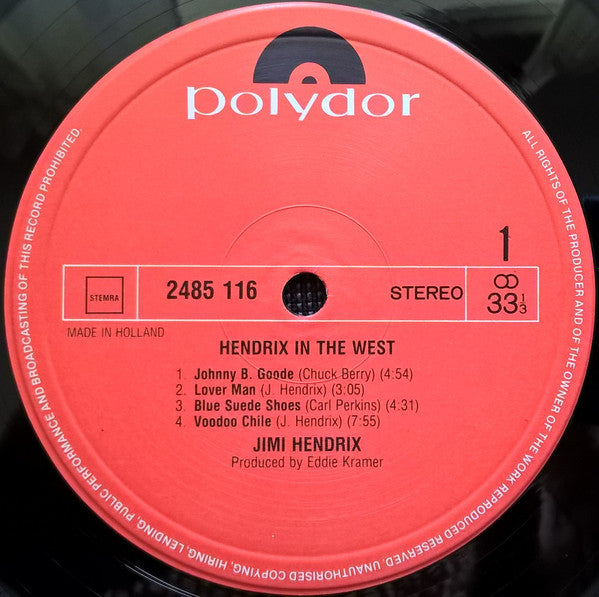 polydor
1
STEMRA
2485 116
STEREO
33 1/3
MADE IN HOLLAND
HENDRIX IN THE WEST
1. Johnny B. Goode (Chuck Berry) (4:54)
2. Lover Man (J. Hendrix) (3:05)
3. Blue Suede Shoes (Carl Perkins) (4:31)
4. Voodoo Chile (J. Hendrix) (7:55)
JIMI HENDRIX
Produced by Eddie Kramer
ALL RIGHTS OF THE PRODUCER AND OF THE OWNER OF THE WORK REPRODUCED RESERVED. UNAUTHORISED COPYING, HIRING, LENDING, PUBLIC PERFORMANCE AND BROADCASTING OF THIS RECORD PROHIBITED.